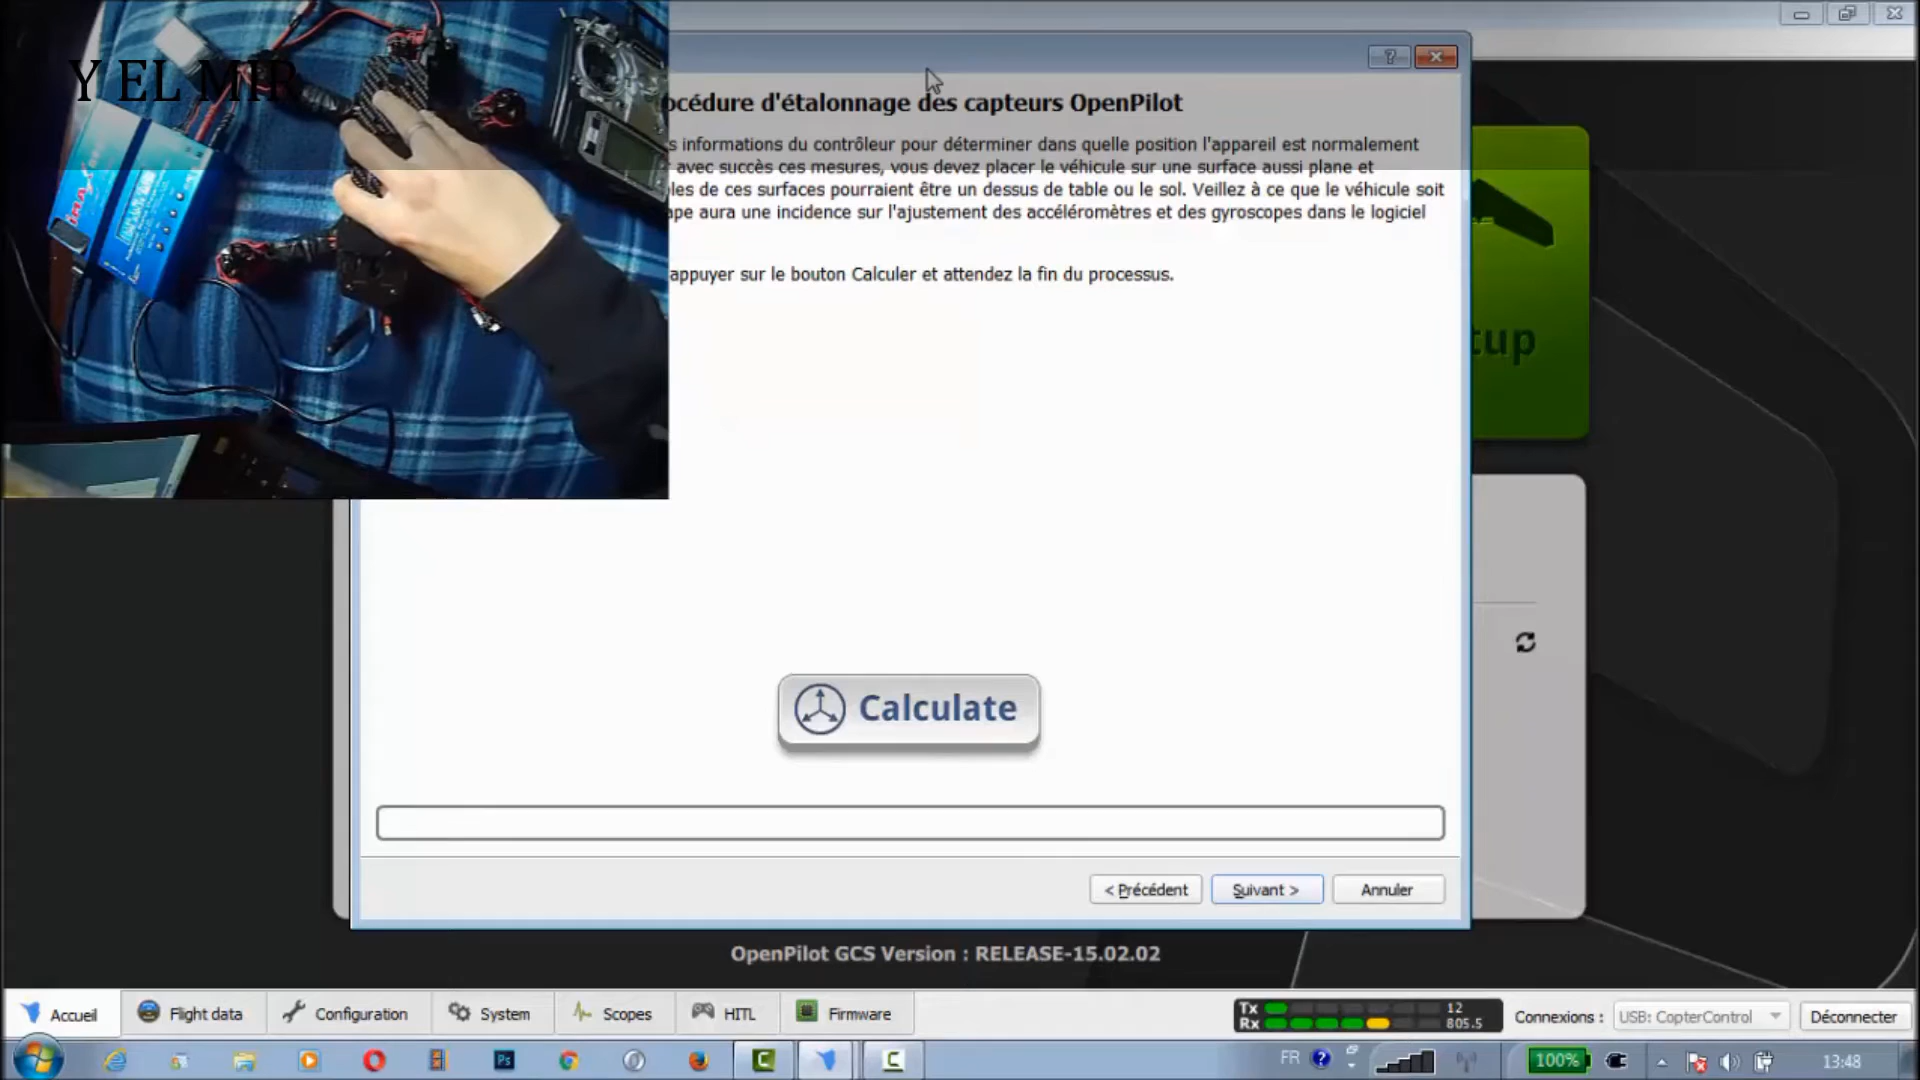 Y EL MIR
océdure d'étalonnage des capteurs OpenPilot
s informations du contrôleur pour déterminer dans quelle position l'appareil est normalement
r avec succès ces mesures, vous devez placer le véhicule sur une surface aussi plane et
les de ces surfaces pourraient être un dessus de table ou le sol. Veillez à ce que le véhicule soit
ape aura une incidence sur l'ajustement des accéléromètres et des gyroscopes dans le logiciel
appuyer sur le bouton Calculer et attendez la fin du processus.
tup
Calculate
< Précédent
Suivant >
Annuler
OpenPilot GCS Version : RELEASE-15.02.02
Accueil
Flight data
Configuration
System
Scopes
HITL
Firmware
Tx 12
Rx 805.5
Connexions :
USB: CopterControl
Déconnecter
Ps
FR
100%
13:48